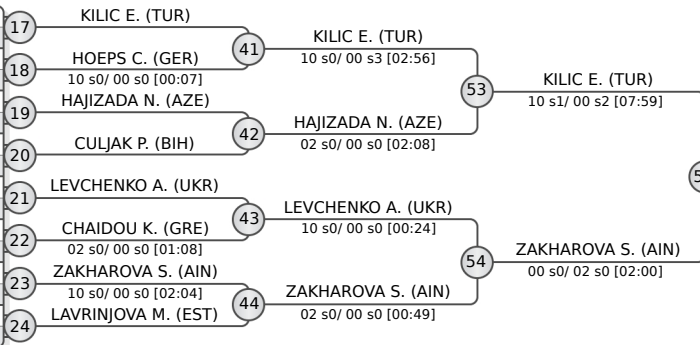 17
KILIC E. (TUR)
18
HOEPS C. (GER)
10 s0/ 00 s0 [00:07]
41
KILIC E. (TUR)
10 s0/ 00 s3 [02:56]
19
HAJIZADA N. (AZE)
20
CULJAK P. (BIH)
42
HAJIZADA N. (AZE)
02 s0/ 00 s0 [02:08]
53
KILIC E. (TUR)
10 s1/ 00 s2 [07:59]
21
LEVCHENKO A. (UKR)
22
CHAIDOU K. (GRE)
02 s0/ 00 s0 [01:08]
43
LEVCHENKO A. (UKR)
10 s0/ 00 s0 [00:24]
23
ZAKHAROVA S. (AIN)
10 s0/ 00 s0 [02:04]
24
LAVRINJOVA M. (EST)
44
ZAKHAROVA S. (AIN)
02 s0/ 00 s0 [00:49]
54
ZAKHAROVA S. (AIN)
00 s0/ 02 s0 [02:00]